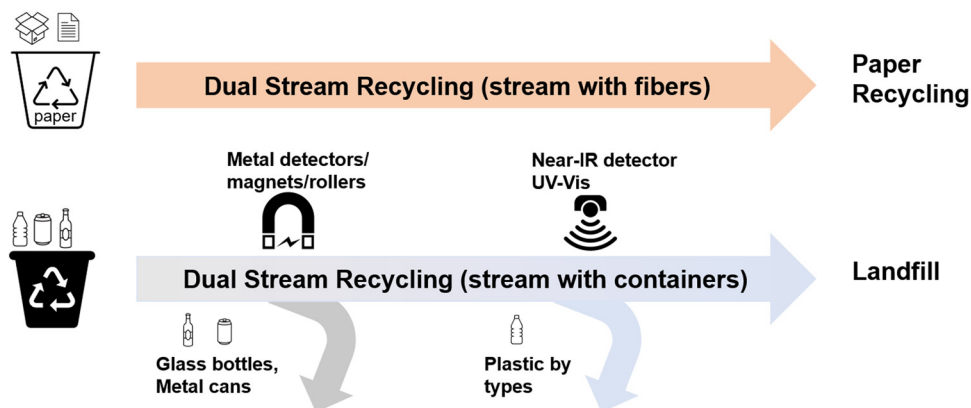 Dual Stream Recycling (stream with fibers)
Paper
Recycling
paper
Metal detectors/
magnets/rollers
Near-IR detector
UV-Vis
Dual Stream Recycling (stream with containers)
Landfill
Glass bottles,
Metal cans
Plastic by
types